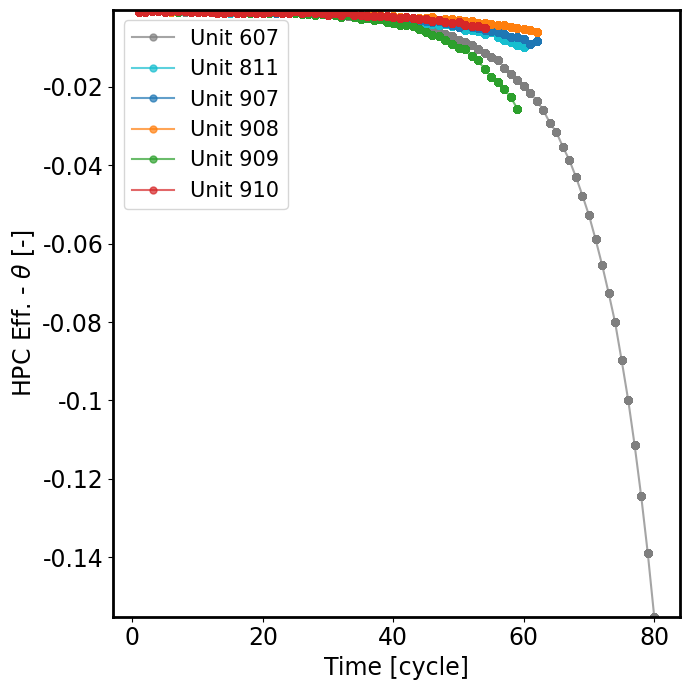 Unit 607
Unit 811
Unit 907
Unit 908
Unit 909
Unit 910
HPC Eff. - θ [-]
-0.02
-0.04
-0.06
-0.08
-0.1
-0.12
-0.14
0 20 40 60 80
Time [cycle]